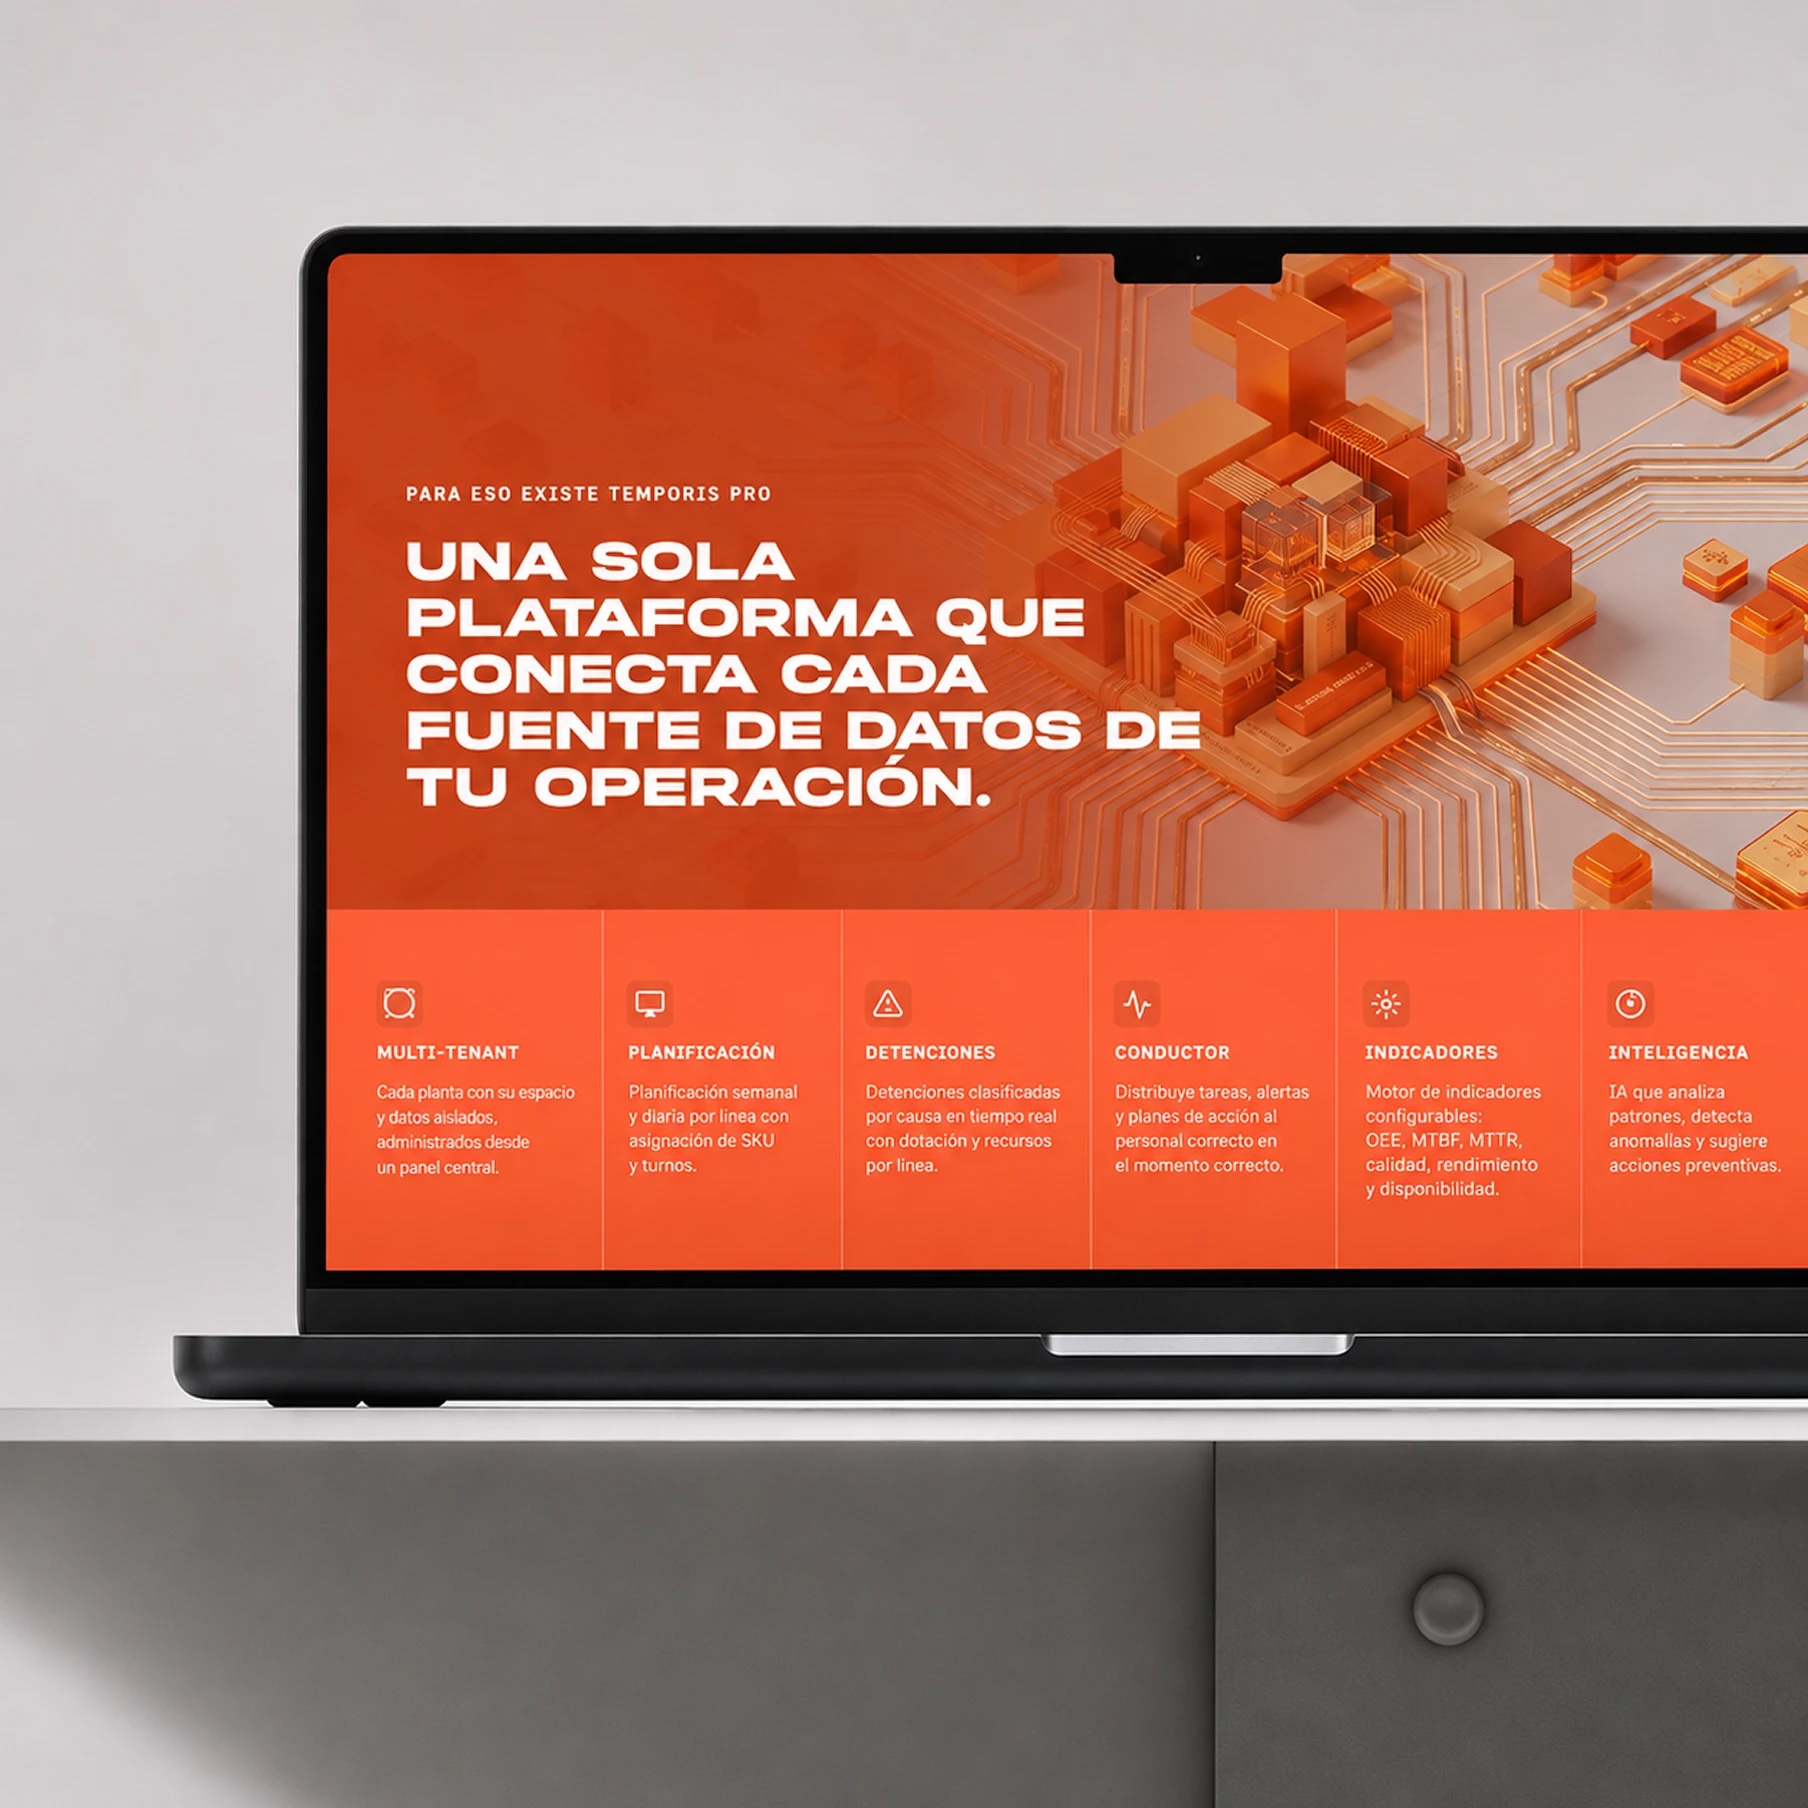 PARA ESO EXISTE TEMPORIS PRO
UNA SOLA
PLATAFORMA QUE
CONECTA CADA
FUENTE DE DATOS DE
TU OPERACIÓN.
MULTI-TENANT
Cada planta con su espacio
y datos aislados,
administrados desde
un panel central.
PLANIFICACIÓN
Planificación semanal
y diaria por linea con
asignación de SKU
y turnos.
DETENCIONES
Detenciones clasificadas
por causa en tiempo real
con dotación y recursos
por linea.
CONDUCTOR
Distribuye tareas, alertas
y planes de acción al
personal correcto en
el momento correcto.
INDICADORES
Motor de indicadores
configurables:
OEE, MTBF, MTTR,
calidad, rendimiento
y disponibilidad.
INTELIGENCIA
IA que analiza
patrones, detecta
anomalías y sugiere
acciones preventivas.